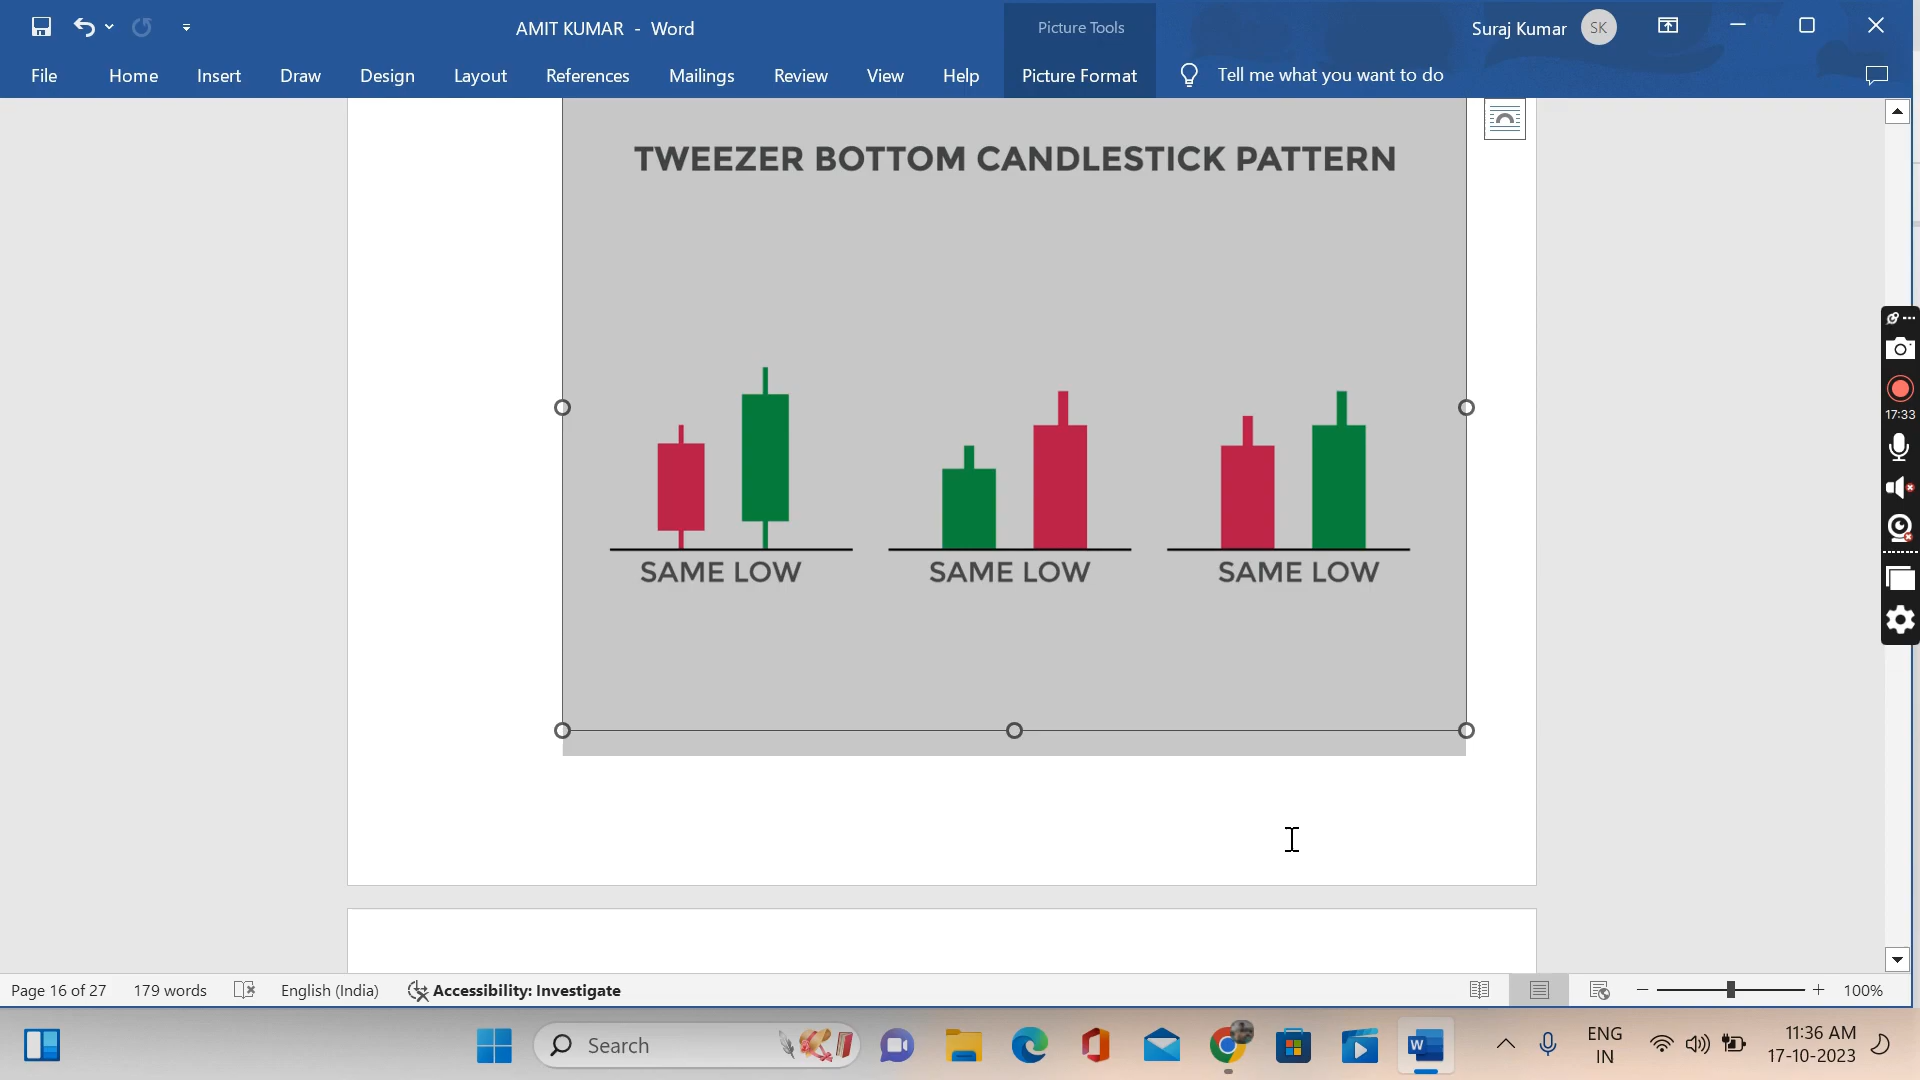 AMIT KUMAR - Word
Picture Tools
Suraj Kumar
SK
File Home Insert Draw Design Layout References Mailings Review View Help Picture Format Tell me what you want to do
TWEEZER BOTTOM CANDLESTICK PATTERN
SAME LOW SAME LOW SAME LOW
17:33
Page 16 of 27 179 words English (India) Accessibility: Investigate 100%
Search
ENG
IN
11:36 AM
17-10-2023